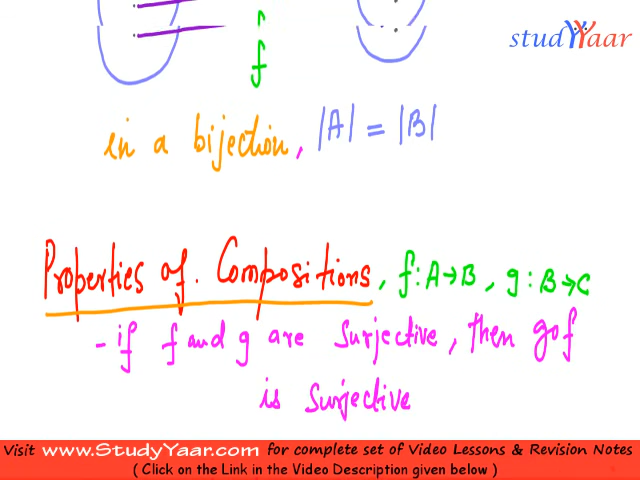 studYYaar
f
in a bijection, |A| = |B|
Properties of. Compositions, f:A→B, g:B→C
- if f and g are surjective, then gof
is surjective
Visit www.StudyYaar.com for complete set of Video Lessons & Revision Notes
( Click on the Link in the Video Description given below )